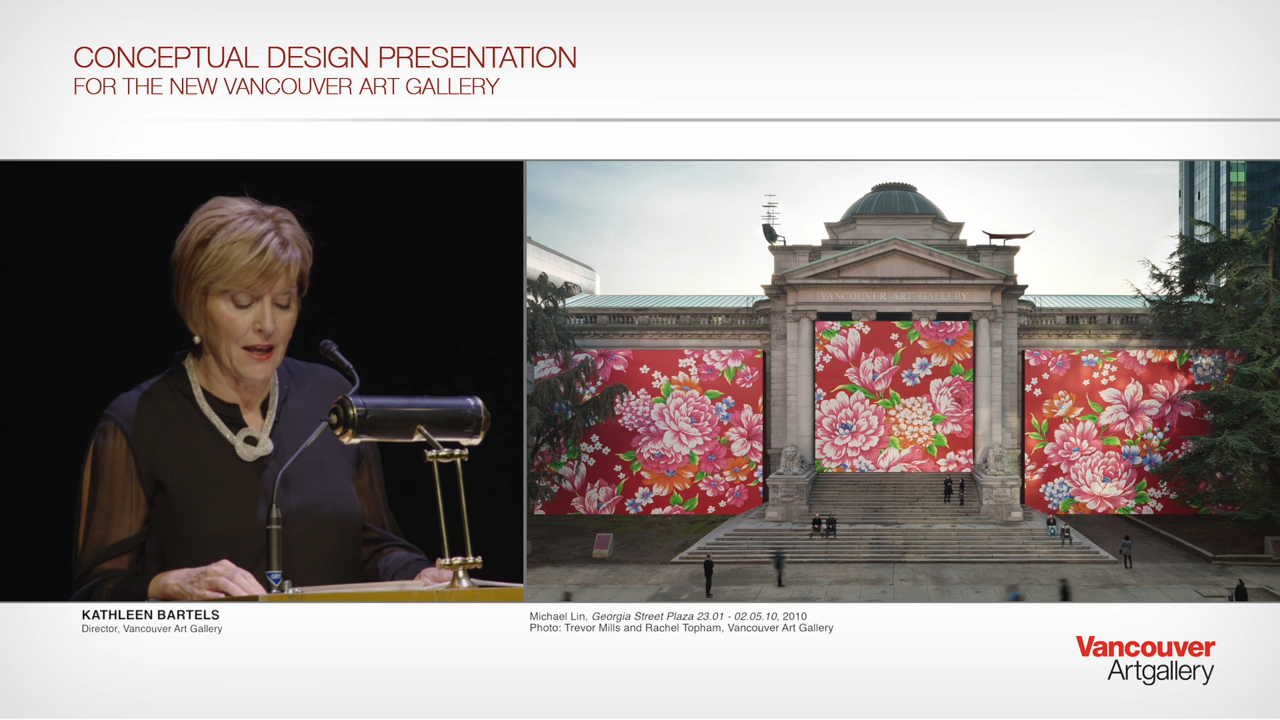 CONCEPTUAL DESIGN PRESENTATION
FOR THE NEW VANCOUVER ART GALLERY
VANCOUVER ART GALLERY
GRT
KATHLEEN BARTELS
Director, Vancouver Art Gallery
Michael Lin, Georgia Street Plaza 23.01 - 02.05.10, 2010
Photo: Trevor Mills and Rachel Topham, Vancouver Art Gallery
Vancouver
Artgallery